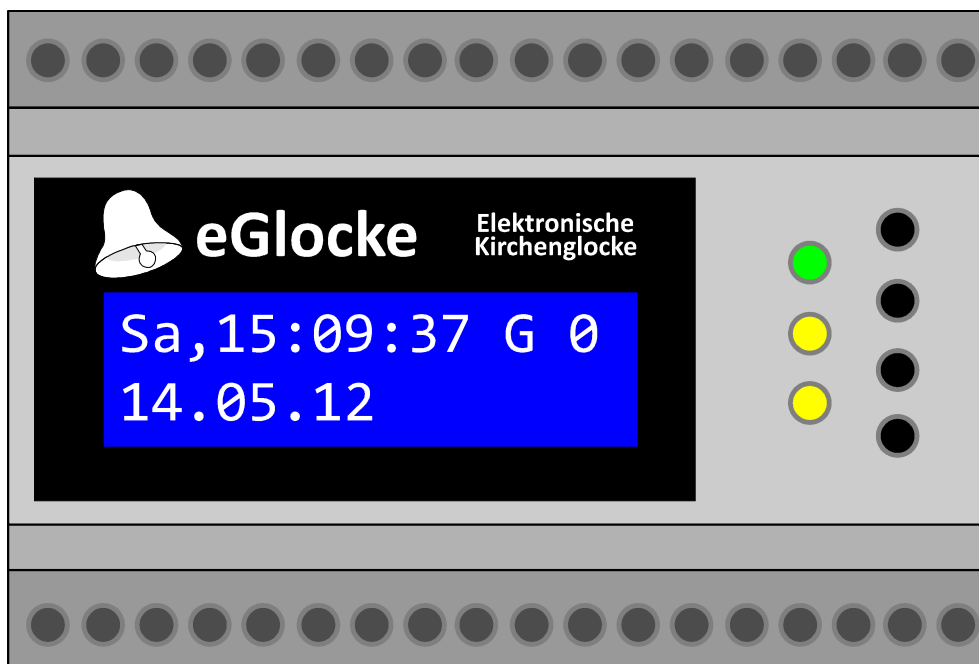 eGlocke
Elektronische
Kirchenglocke
Sa,15:09:37 G 0
14.05.12